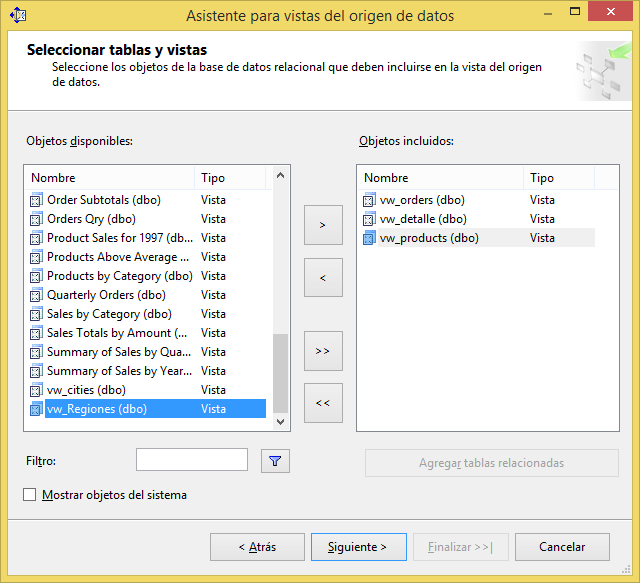 Asistente para vistas del origen de datos
Seleccionar tablas y vistas
Seleccione los objetos de la base de datos relacional que deben incluirse en la vista del origen
de datos.
Objetos disponibles:
Nombre Tipo
Order Subtotals (dbo) Vista
Orders Qry (dbo) Vista
Product Sales for 1997 (db... Vista
Products Above Average ... Vista
Products by Category (dbo) Vista
Quarterly Orders (dbo) Vista
Sales by Category (dbo) Vista
Sales Totals by Amount (... Vista
Summary of Sales by Qua... Vista
Summary of Sales by Year... Vista
vw_cities (dbo) Vista
vw_Regiones (dbo) Vista
>
<
>>
<<
Objetos incluidos:
Nombre Tipo
vw_orders (dbo) Vista
vw_detalle (dbo) Vista
vw_products (dbo) Vista
Filtro:
Agregar tablas relacionadas
Mostrar objetos del sistema
< Atrás
Siguiente >
Finalizar >>|
Cancelar